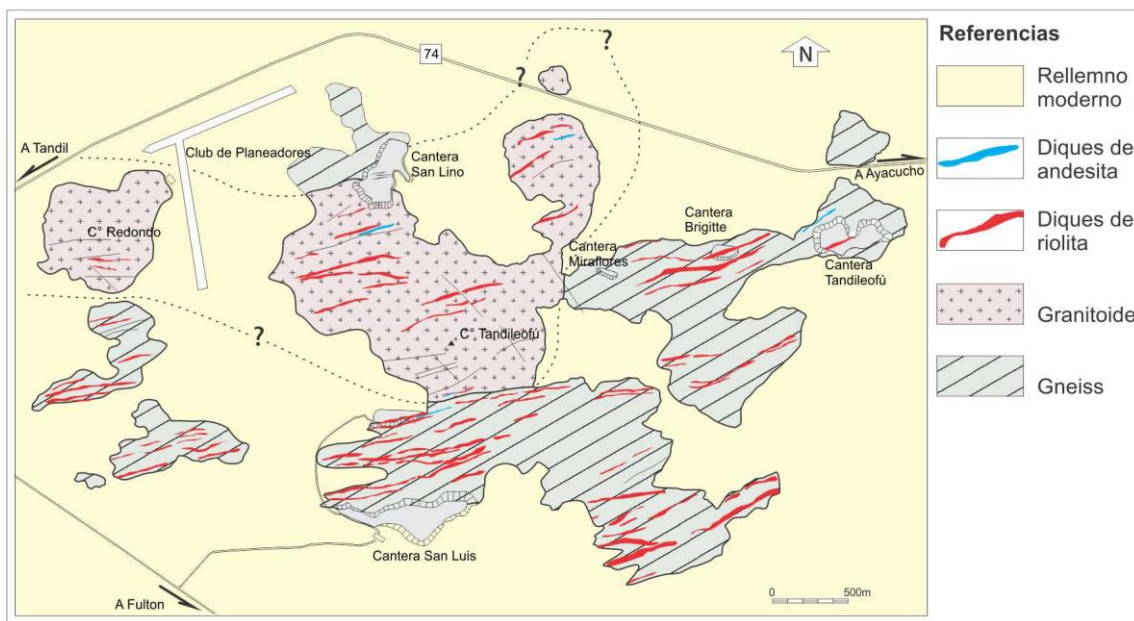 74
?
?
N
A Tandil
Club de Planeadores
Cantera
San Lino
A Ayacucho
C° Redondo
Cantera
Brigitte
Cantera
Miraflores
Cantera
Tandileofú
?
C° Tandileofú
Cantera San Luis
A Fulton
0 500m
Referencias
Rellemno
moderno
Diques de
andesita
Diques de
riolita
Granitoide
Gneiss